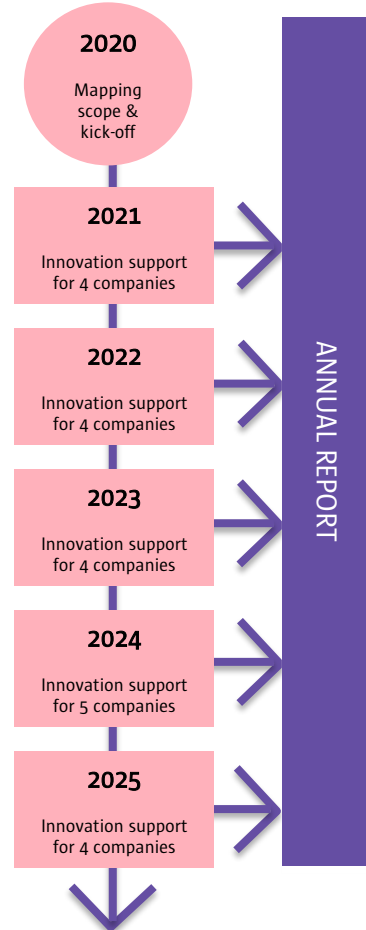 2020
Mapping
scope &
kick-off
2021
Innovation support
for 4 companies
2022
Innovation support
for 4 companies
2023
Innovation support
for 4 companies
2024
Innovation support
for 5 companies
2025
Innovation support
for 4 companies
ANNUAL REPORT